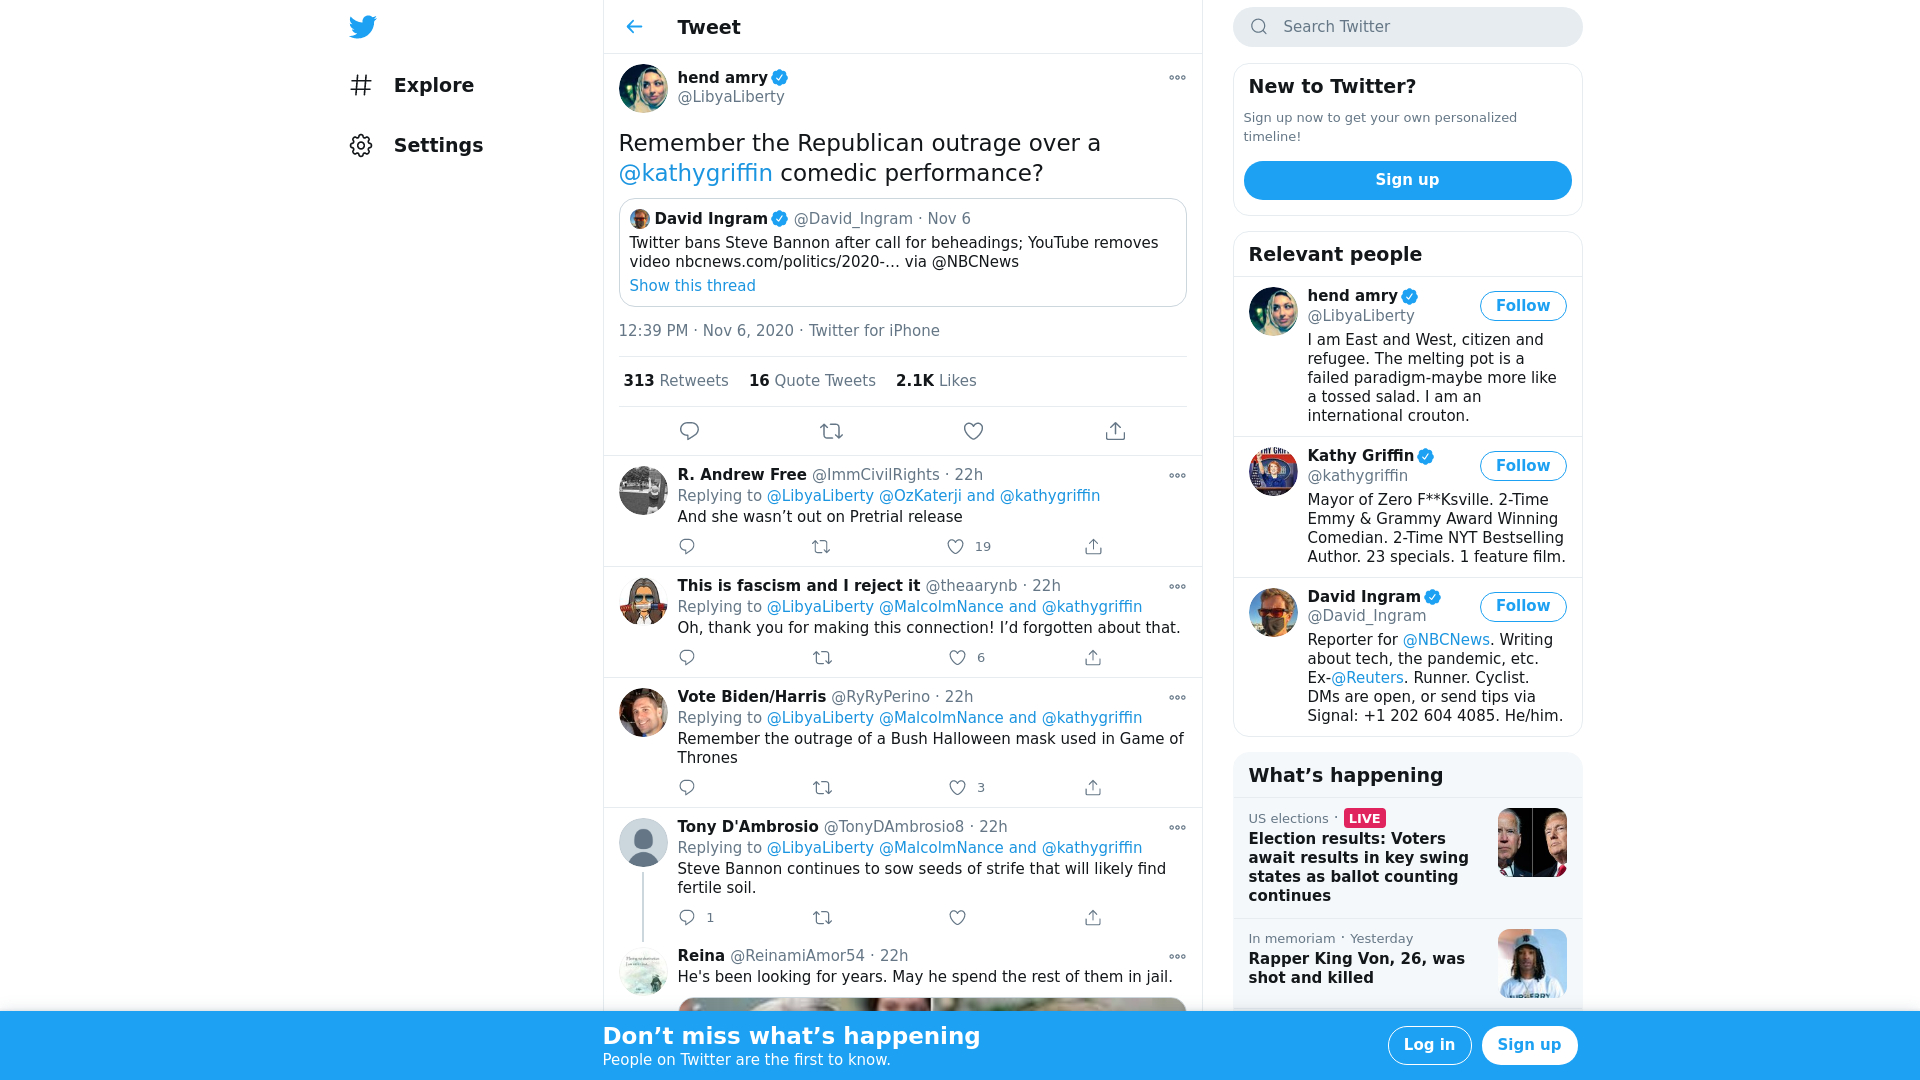 Explore
Settings
Tweet
hend amry
@LibyaLiberty
Remember the Republican outrage over a
@kathygriffin comedic performance?
David Ingram @David_Ingram · Nov 6
Twitter bans Steve Bannon after call for beheadings; YouTube removes
video nbcnews.com/politics/2020-… via @NBCNews
Show this thread
12:39 PM · Nov 6, 2020 · Twitter for iPhone
313 Retweets 16 Quote Tweets 2.1K Likes
R. Andrew Free @ImmCivilRights · 22h
Replying to @LibyaLiberty @OzKaterji and @kathygriffin
And she wasn’t out on Pretrial release
19
This is fascism and I reject it @theaarynb · 22h
Replying to @LibyaLiberty @MalcolmNance and @kathygriffin
Oh, thank you for making this connection! I’d forgotten about that.
6
Vote Biden/Harris @RyRyPerino · 22h
Replying to @LibyaLiberty @MalcolmNance and @kathygriffin
Remember the outrage of a Bush Halloween mask used in Game of
Thrones
3
Tony D'Ambrosio @TonyDAmbrosio8 · 22h
Replying to @LibyaLiberty @MalcolmNance and @kathygriffin
Steve Bannon continues to sow seeds of strife that will likely find
fertile soil.
1
Reina @ReinamiAmor54 · 22h
He's been looking for years. May he spend the rest of them in jail.
Search Twitter
New to Twitter?
Sign up now to get your own personalized
timeline!
Sign up
Relevant people
hend amry
@LibyaLiberty
Follow
I am East and West, citizen and
refugee. The melting pot is a
failed paradigm-maybe more like
a tossed salad. I am an
international crouton.
Kathy Griffin
@kathygriffin
Follow
Mayor of Zero F**Ksville. 2-Time
Emmy & Grammy Award Winning
Comedian. 2-Time NYT Bestselling
Author. 23 specials. 1 feature film.
David Ingram
@David_Ingram
Follow
Reporter for @NBCNews. Writing
about tech, the pandemic, etc.
Ex-@Reuters. Runner. Cyclist.
DMs are open, or send tips via
Signal: +1 202 604 4085. He/him.
What’s happening
US elections · LIVE
Election results: Voters
await results in key swing
states as ballot counting
continues
In memoriam · Yesterday
Rapper King Von, 26, was
shot and killed
Don’t miss what’s happening
People on Twitter are the first to know.
Log in
Sign up